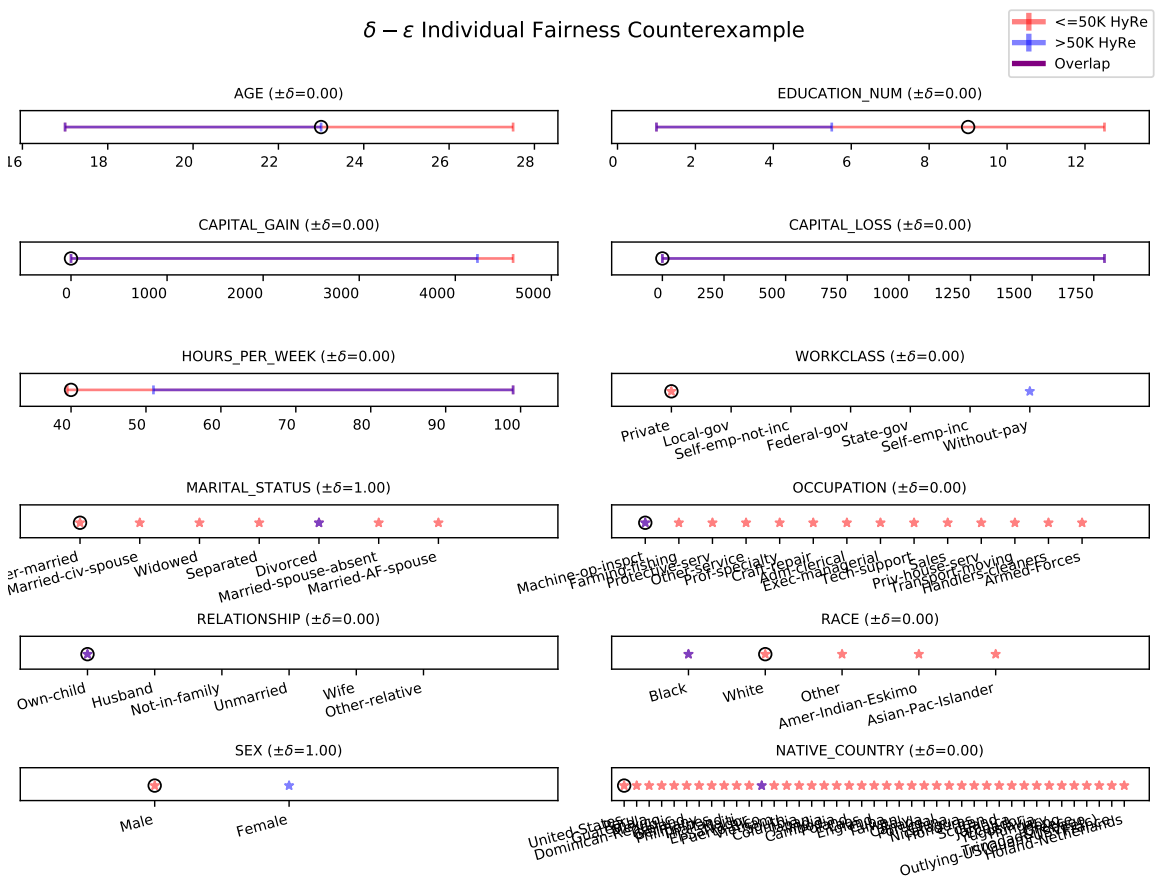 δ − ε Individual Fairness Counterexample
<=50K HyRe
>50K HyRe
Overlap
AGE (±δ=0.00)
16 18 20 22 24 26 28
EDUCATION_NUM (±δ=0.00)
0 2 4 6 8 10 12
CAPITAL_GAIN (±δ=0.00)
0 1000 2000 3000 4000 5000
CAPITAL_LOSS (±δ=0.00)
0 250 500 750 1000 1250 1500 1750
HOURS_PER_WEEK (±δ=0.00)
40 50 60 70 80 90 100
WORKCLASS (±δ=0.00)
Private
Local-gov
Self-emp-not-inc
Federal-gov
State-gov
Self-emp-inc
Without-pay
MARITAL_STATUS (±δ=1.00)
er-married
Married-civ-spouse
Widowed
Separated
Divorced
Married-spouse-absent
Married-AF-spouse
OCCUPATION (±δ=0.00)
Machine-op-inspct
Farming-fishing
Protective-serv
Other-service
Prof-specialty
Craft-repair
Adm-clerical
Exec-managerial
Tech-support
Sales
Priv-house-serv
Transport-moving
Handlers-cleaners
Armed-Forces
RELATIONSHIP (±δ=0.00)
Own-child
Husband
Not-in-family
Unmarried
Wife
Other-relative
RACE (±δ=0.00)
Black
White
Other
Amer-Indian-Eskimo
Asian-Pac-Islander
SEX (±δ=1.00)
Male
Female
NATIVE_COUNTRY (±δ=0.00)